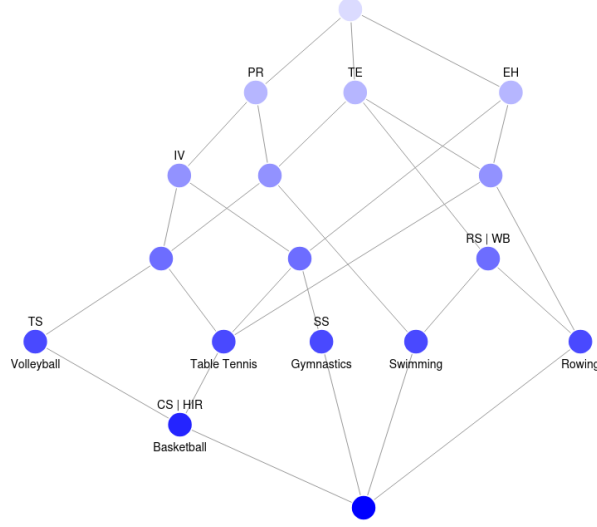 PR
TE
EH
IV
RS | WB
TS
SS
Volleyball
Table Tennis
Gymnastics
Swimming
Rowing
CS | HIR
Basketball